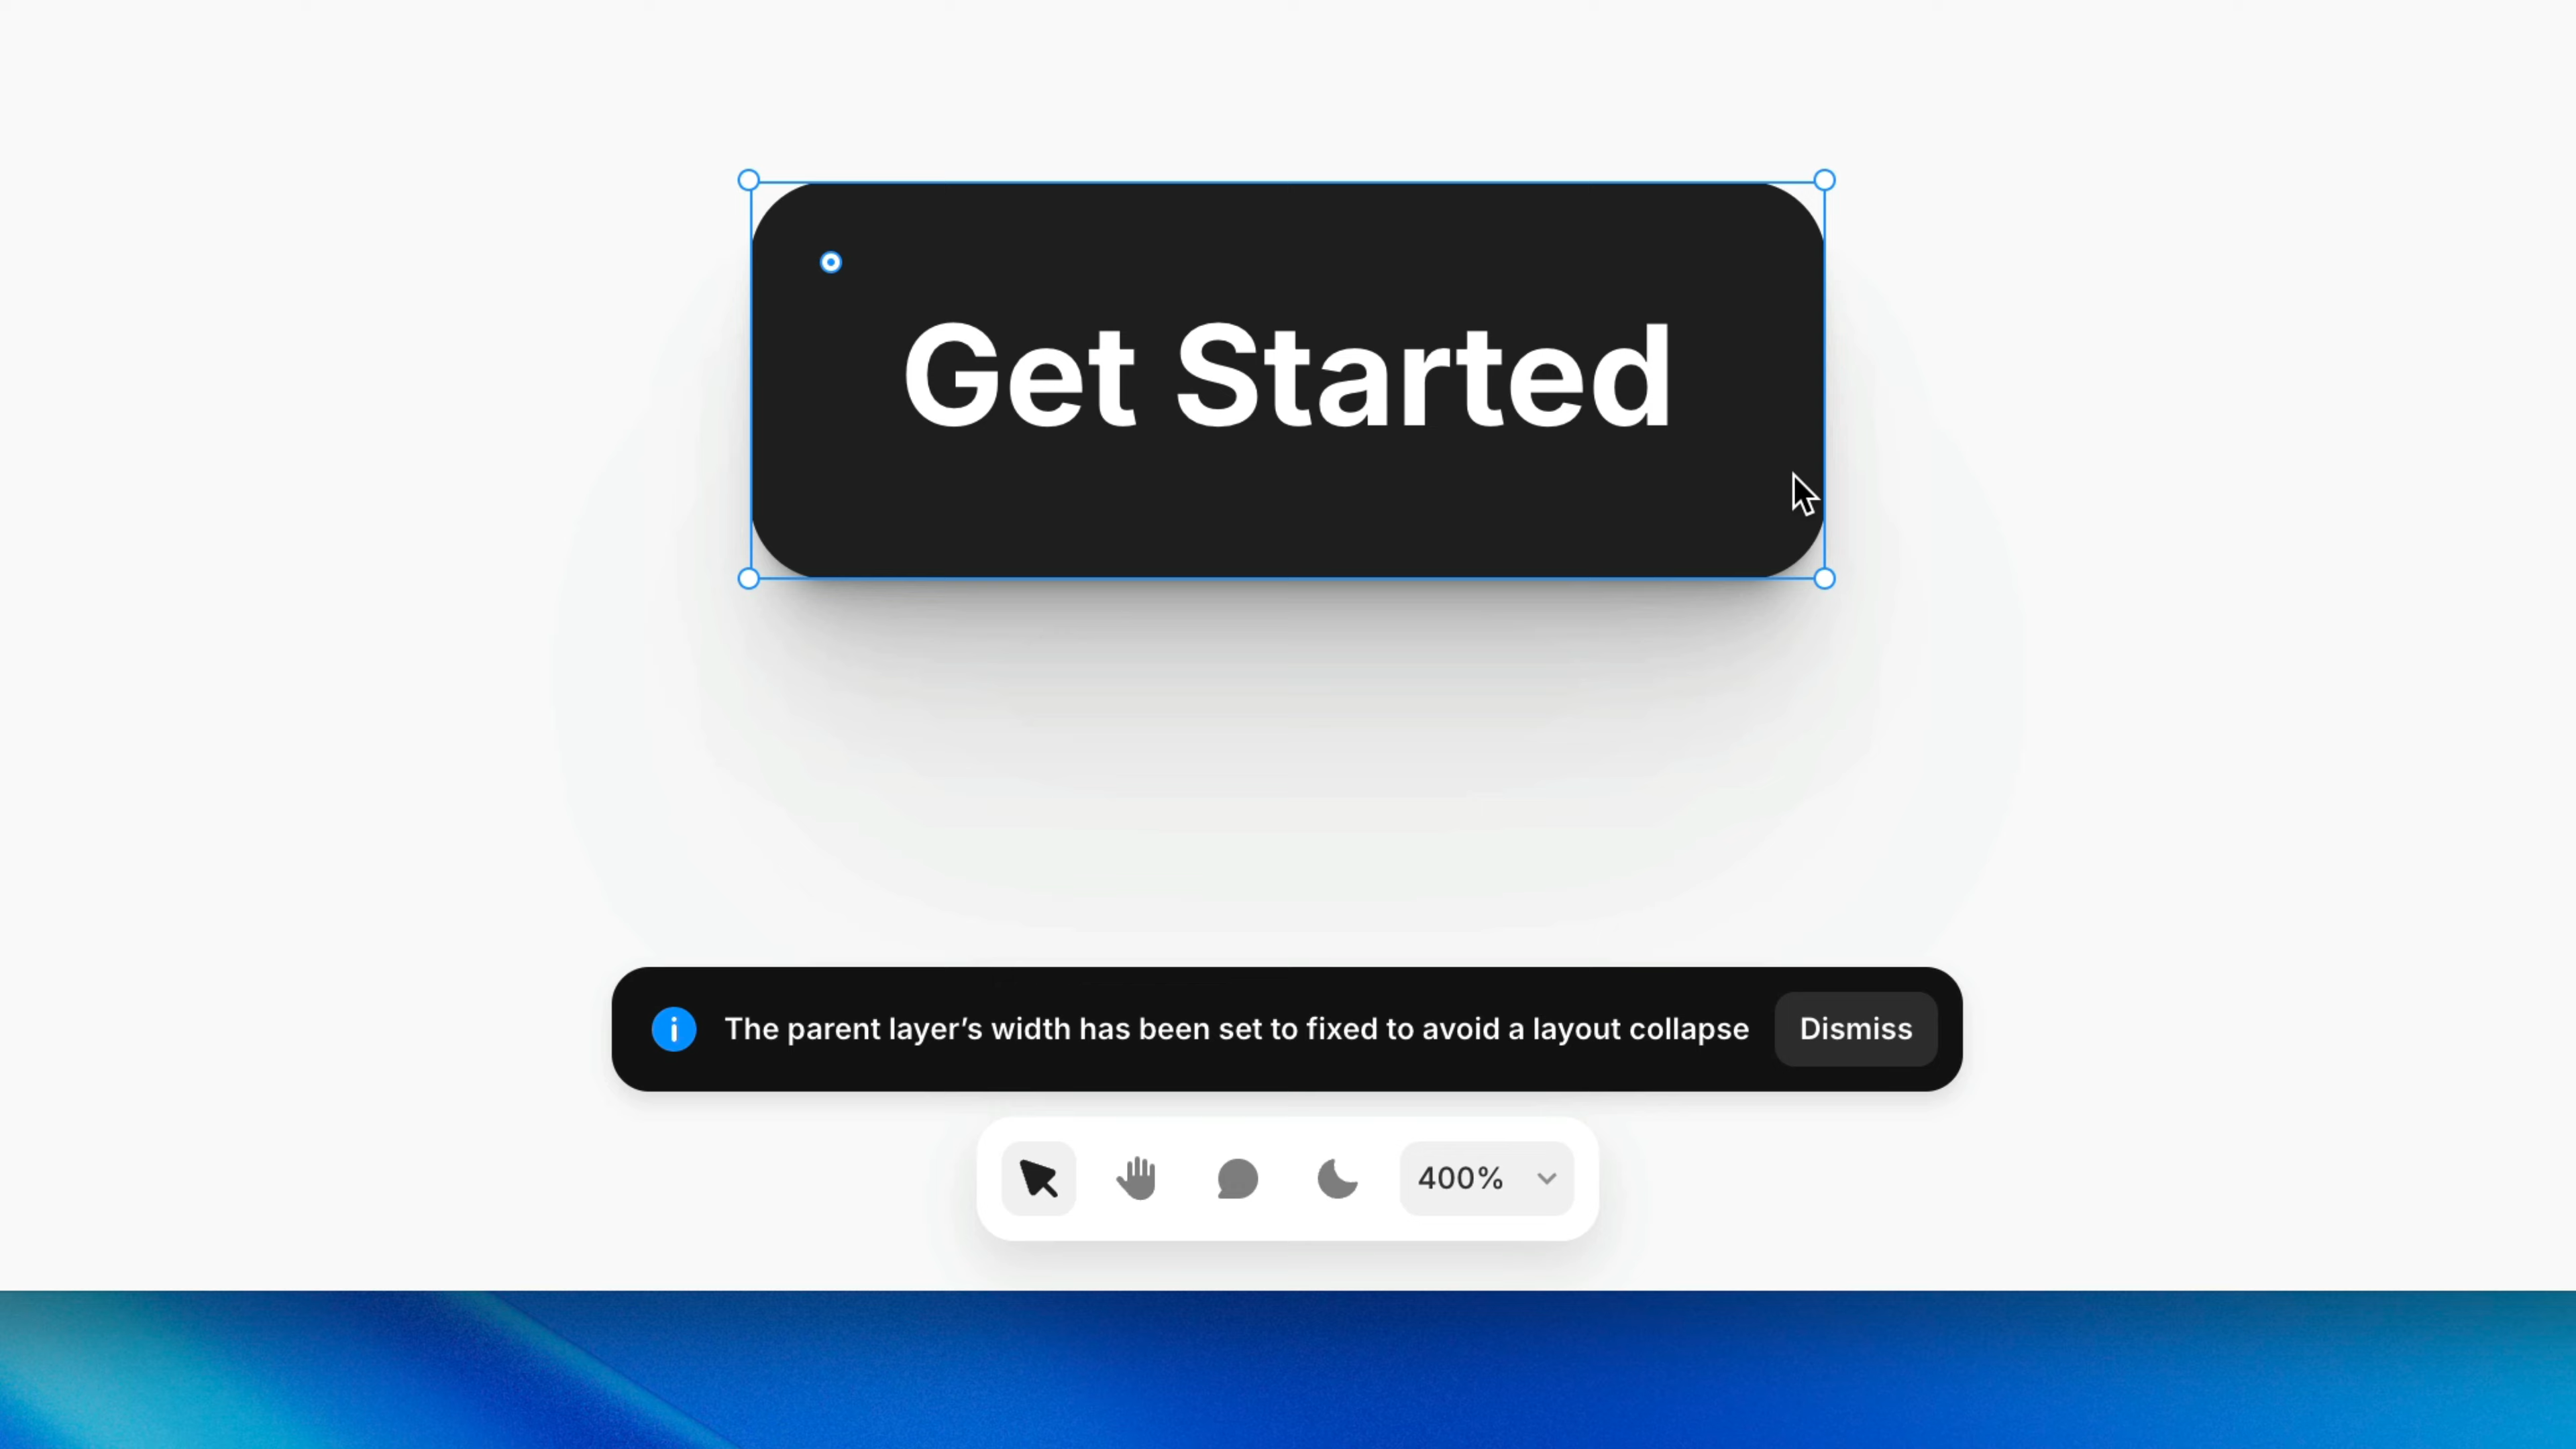 Get Started
The parent layer’s width has been set to fixed to avoid a layout collapse
Dismiss
400%